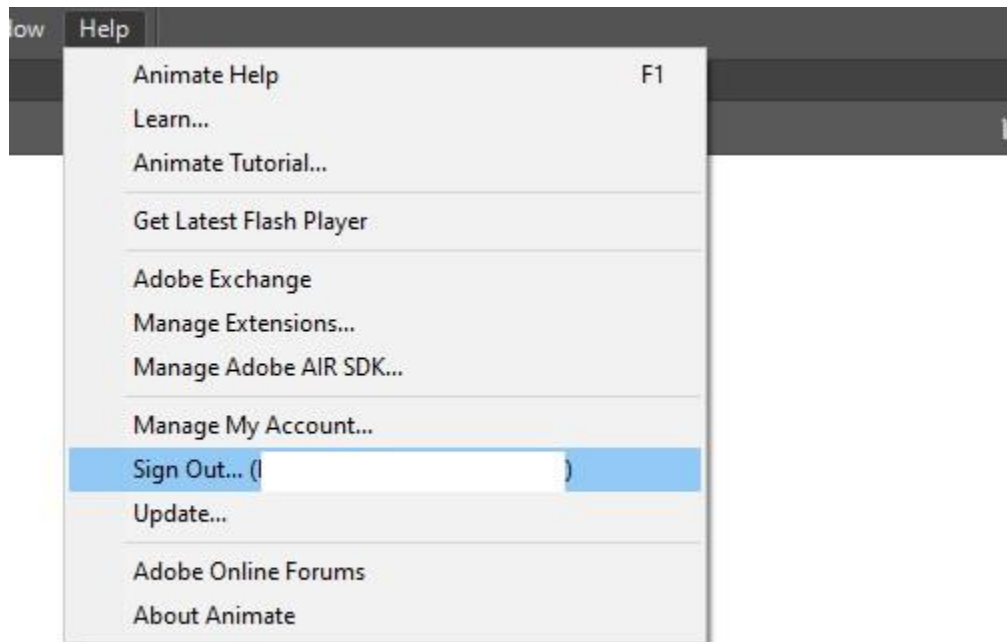 low Help
Animate Help F1
Learn...
Animate Tutorial...
Get Latest Flash Player
Adobe Exchange
Manage Extensions...
Manage Adobe AIR SDK...
Manage My Account...
Sign Out... ( )
Update...
Adobe Online Forums
About Animate